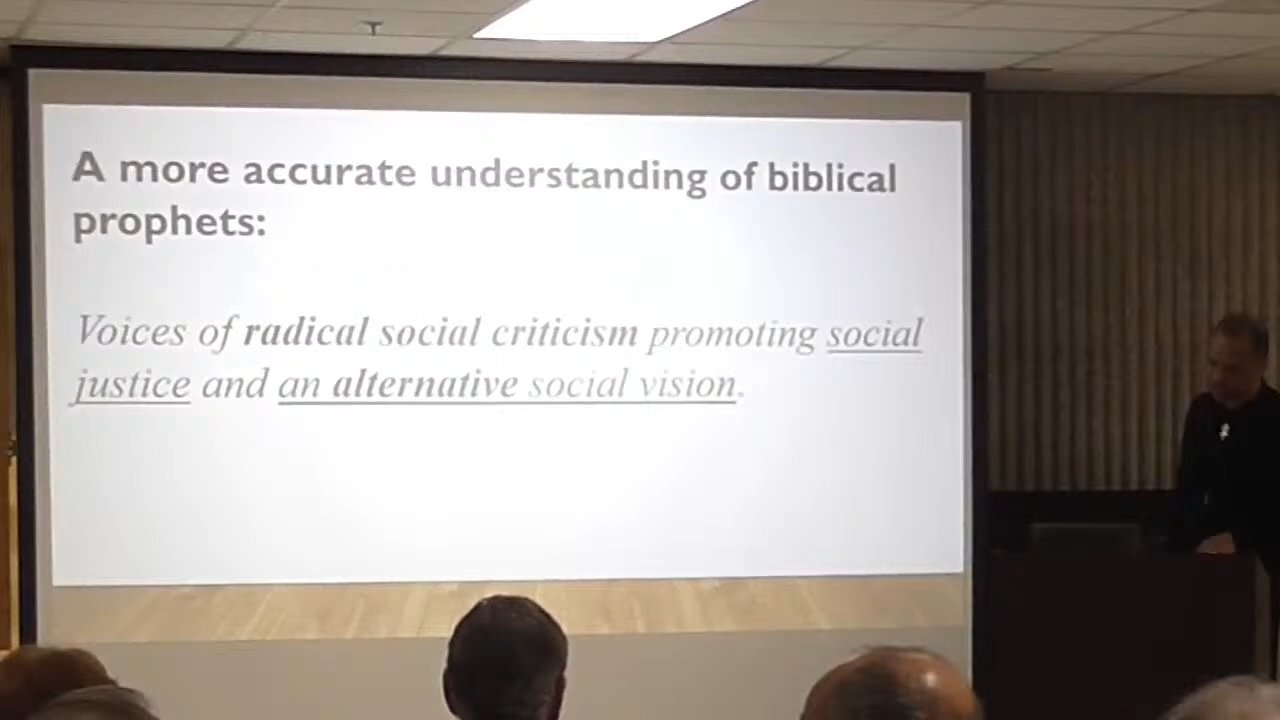 A more accurate understanding of biblical
prophets:
Voices of radical social criticism promoting social
justice and an alternative social vision.